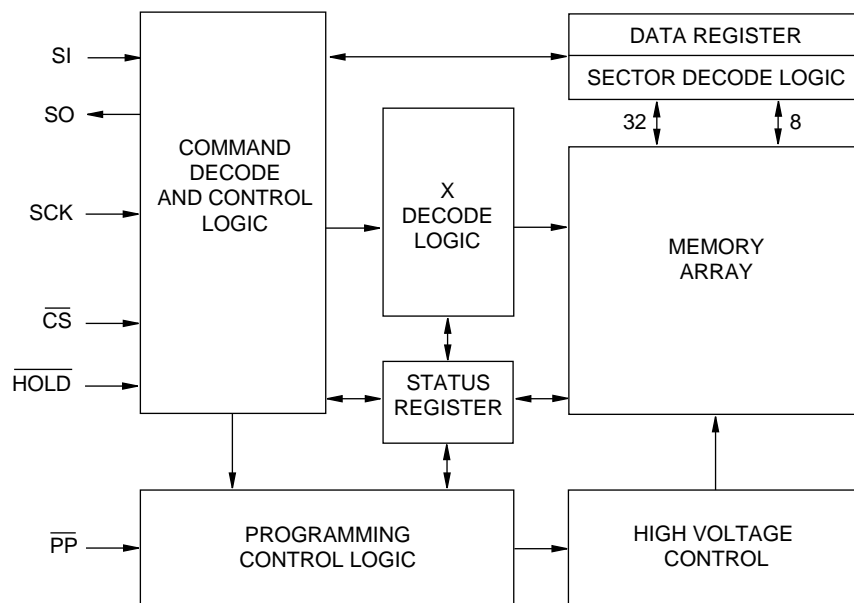 SI
SO
SCK
CS
HOLD
PP
COMMAND
DECODE
AND CONTROL
LOGIC
X
DECODE
LOGIC
STATUS
REGISTER
DATA REGISTER
SECTOR DECODE LOGIC
32
8
MEMORY
ARRAY
PROGRAMMING
CONTROL LOGIC
HIGH VOLTAGE
CONTROL